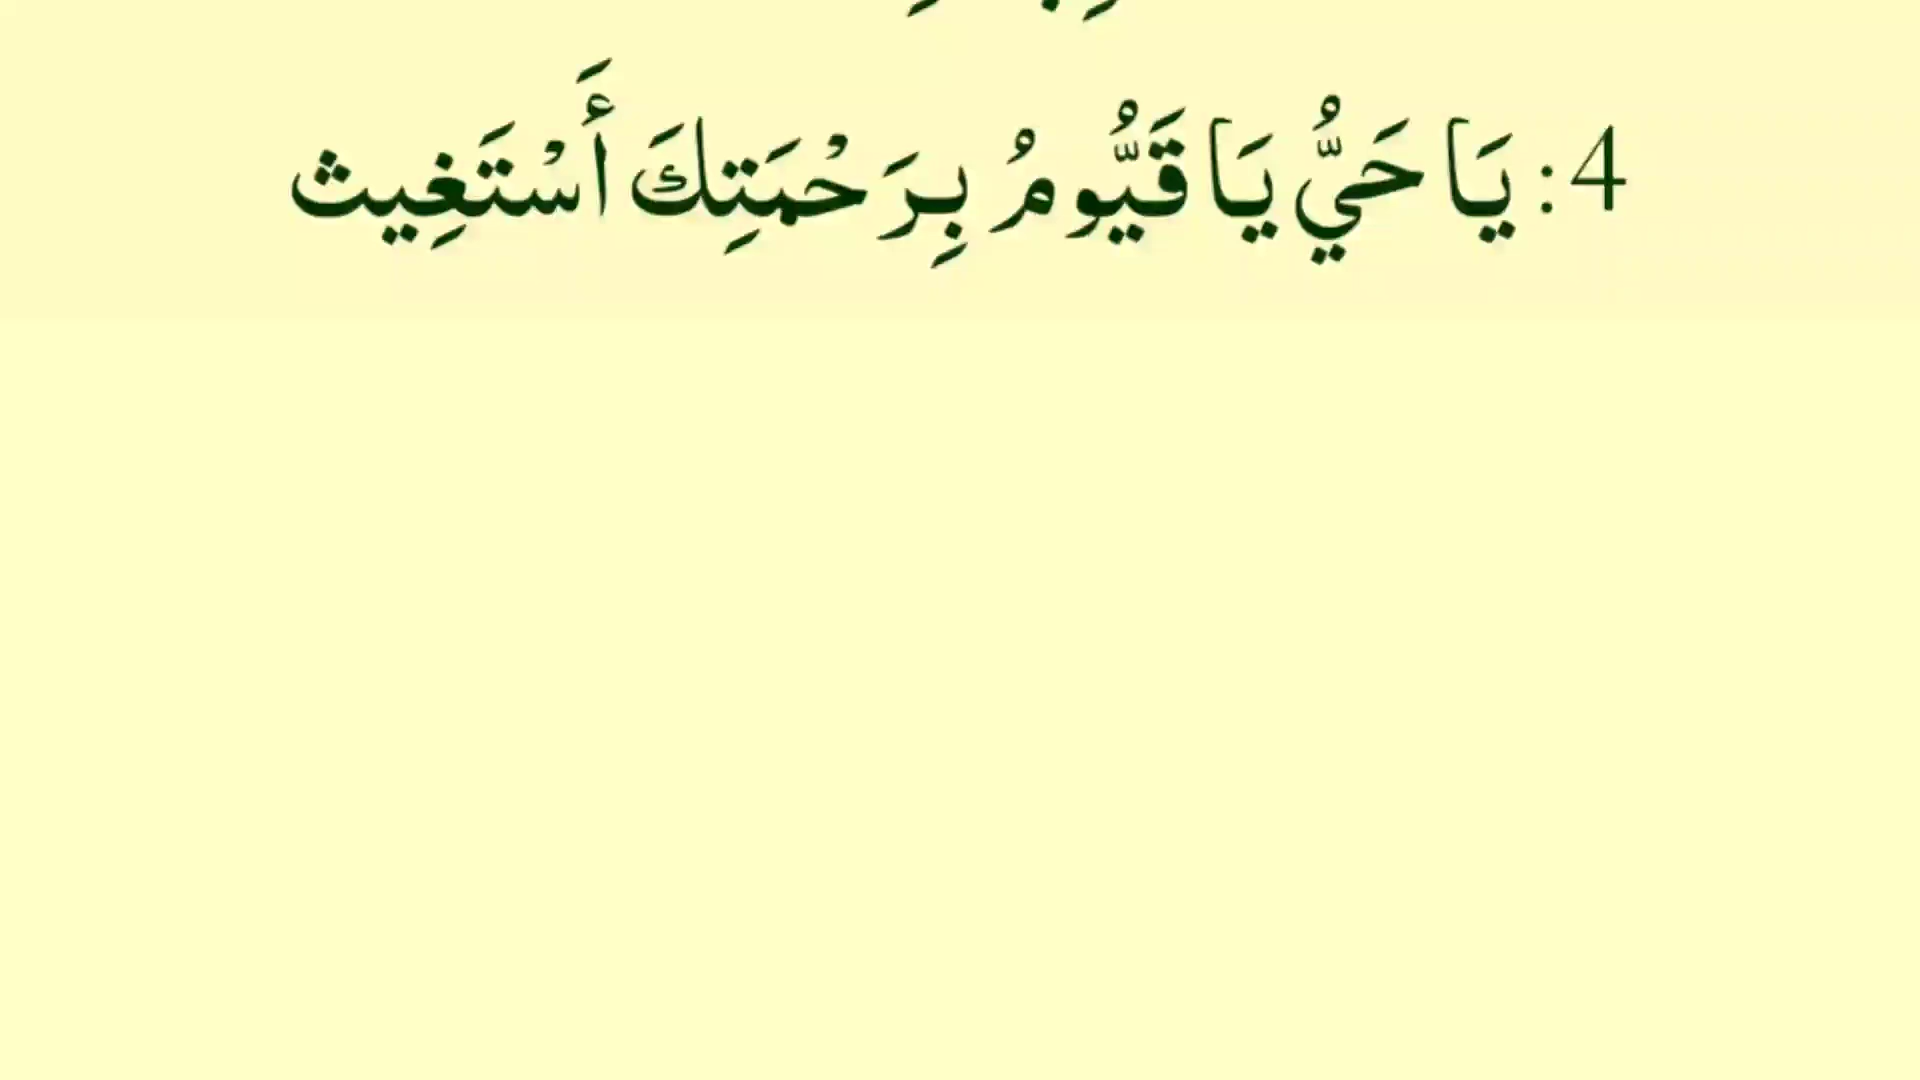 4: يَا حَيُّ يَا قَيُّومُ بِرَحْمَتِكَ أَسْتَغِيث